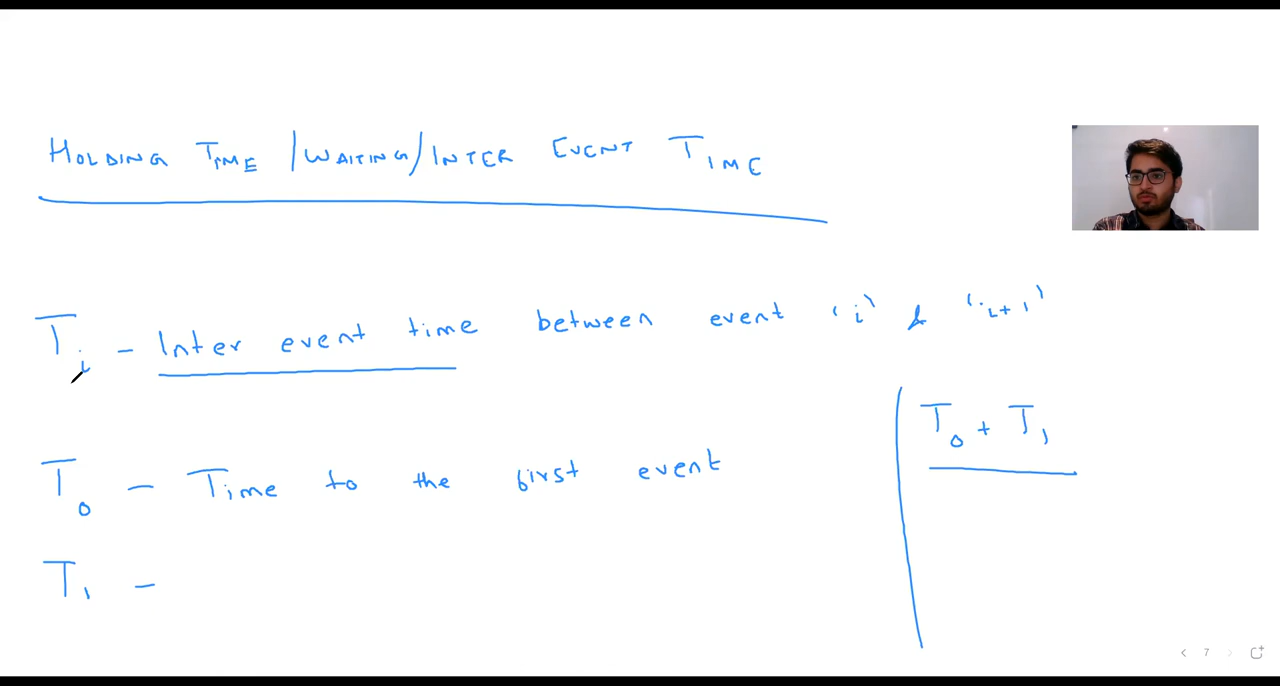 HOLDING TIME /WAITING/INTER EVENT TIME
Ti - Inter event time between event 'i' & 'i+1'
T0 - Time to the first event
T1 -
T0 + T1
7